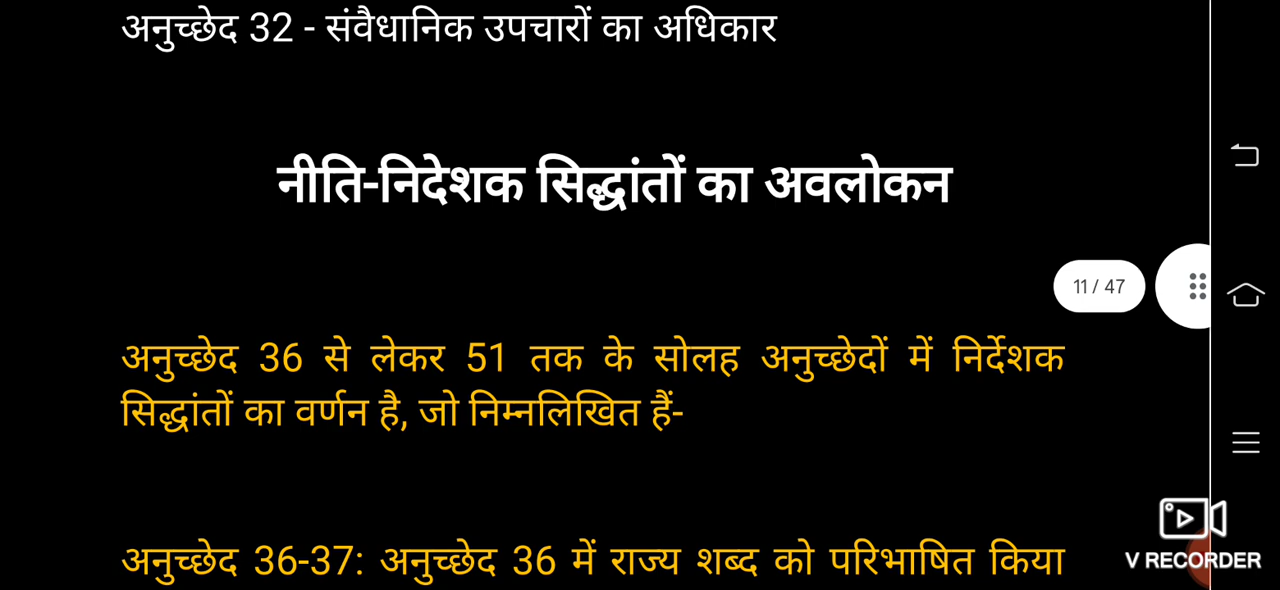 अनुच्छेद 32 - संवैधानिक उपचारों का अधिकार
नीति-निदेशक सिद्धांतों का अवलोकन
11 / 47
अनुच्छेद 36 से लेकर 51 तक के सोलह अनुच्छेदों में निर्देशक
सिद्धांतों का वर्णन है, जो निम्नलिखित हैं-
अनुच्छेद 36-37: अनुच्छेद 36 में राज्य शब्द को परिभाषित किया
V RECORDER